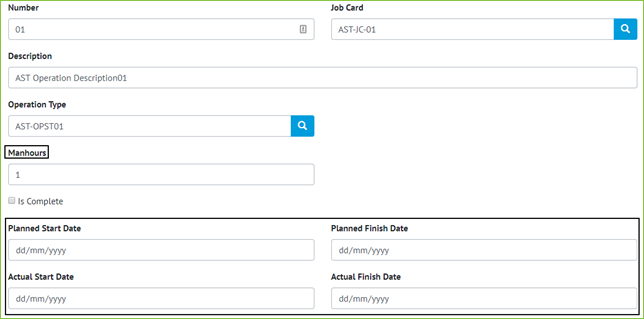 Number Job Card
01 AST-JC-01
Description
AST Operation Description01
Operation Type
AST-OPST01
Manhours
1
Is Complete
Planned Start Date Planned Finish Date
dd/mm/yyyy dd/mm/yyyy
Actual Start Date Actual Finish Date
dd/mm/yyyy dd/mm/yyyy